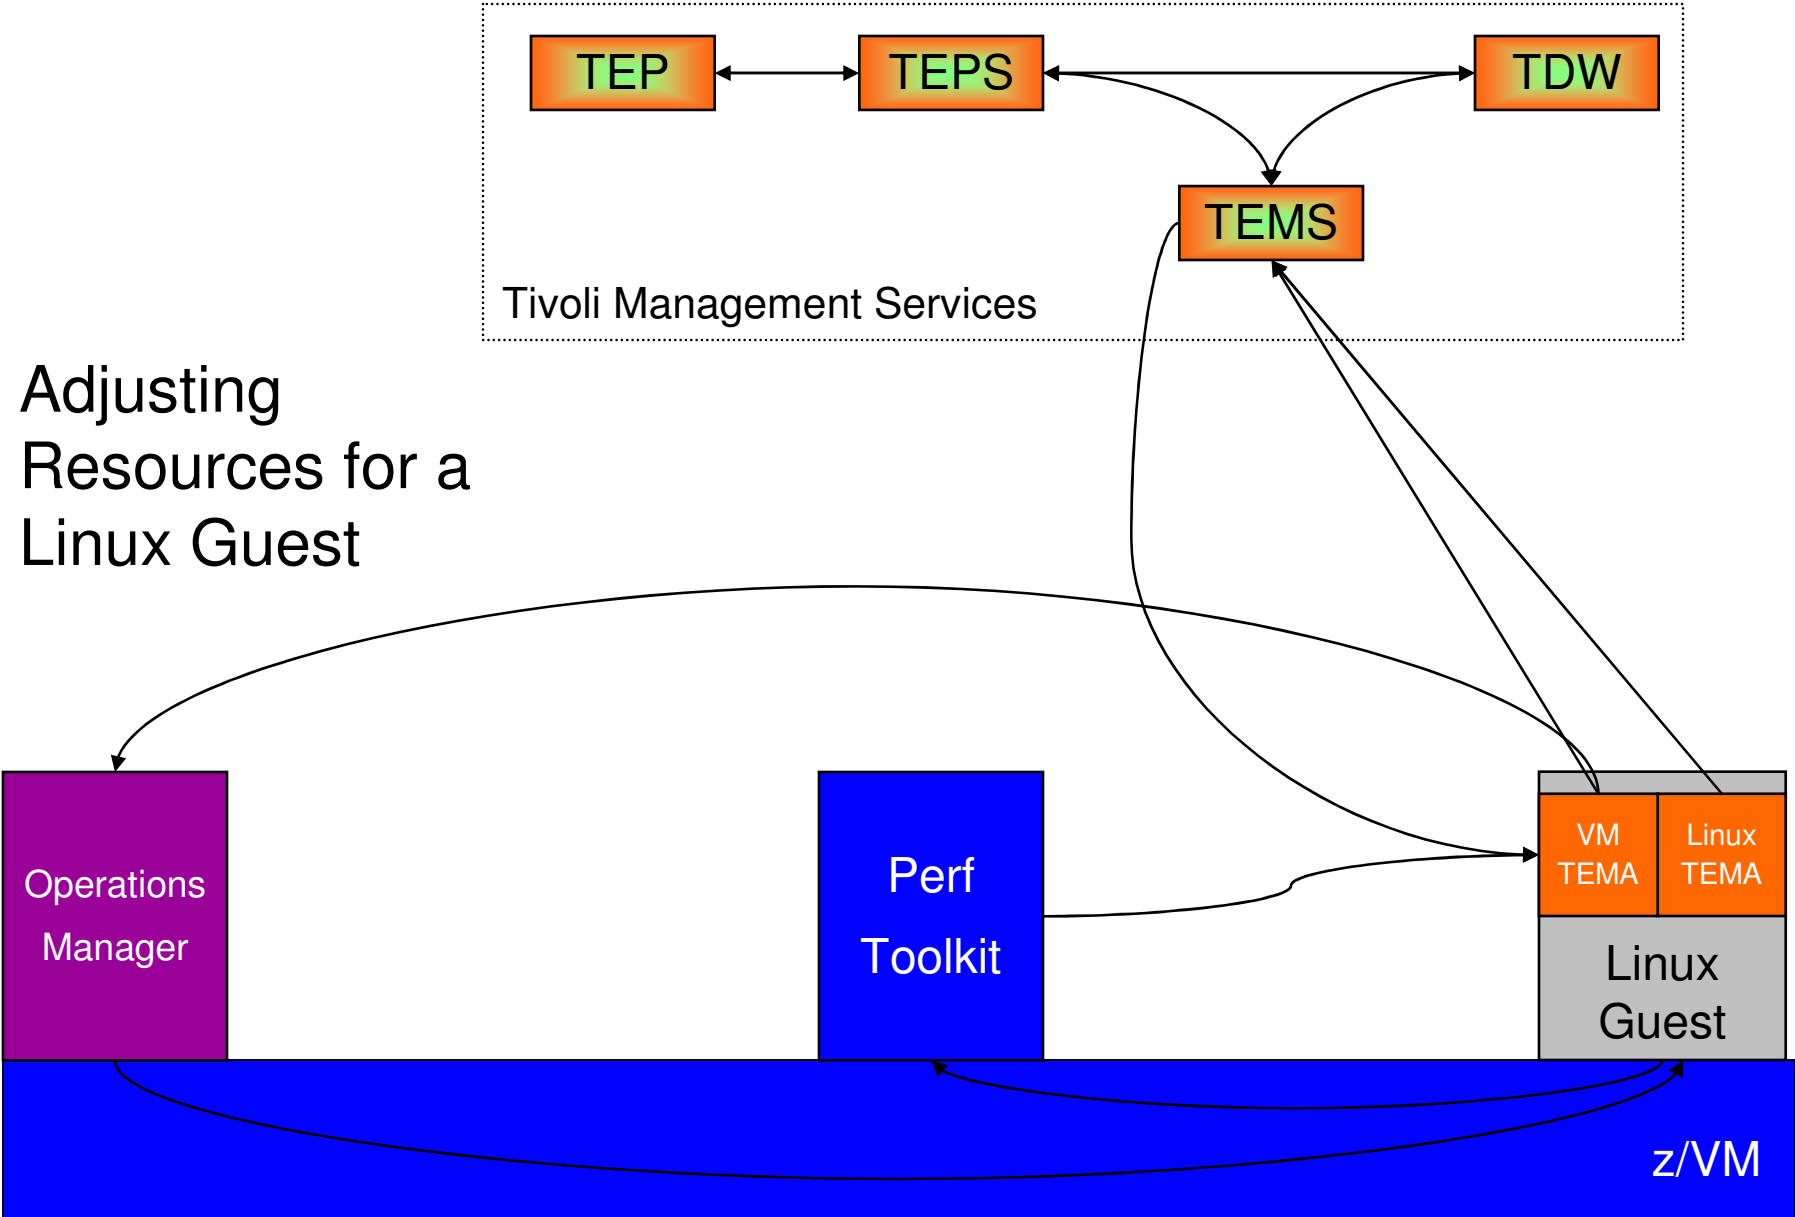 TEP
TEPS
TDW
TEMS
Tivoli Management Services
Adjusting
Resources for a
Linux Guest
Operations
Manager
Perf
Toolkit
VM
TEMA
Linux
TEMA
Linux
Guest
z/VM